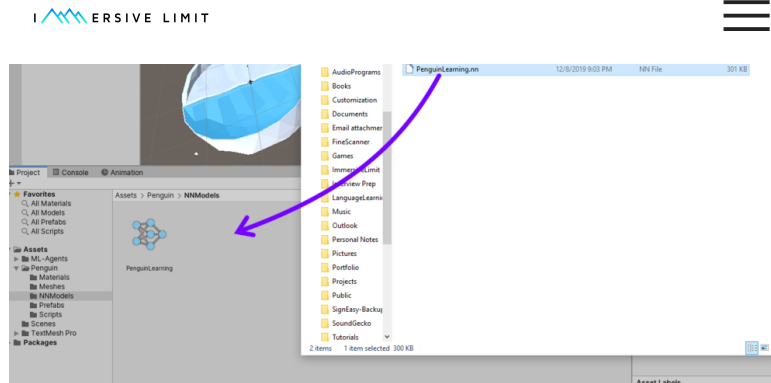 IMMERSIVE LIMIT
AudioPrograms
Books
Customization
Documents
Email attachmen
FineScanner
Games
ImmersiveLimit
Interview Prep
LanguageLearni
Music
Outlook
Personal Notes
Pictures
Portfolio
Projects
Public
SignEasy-Backup
SoundGecko
Tutorials
PenguinLearning.nn 12/8/2019 9:03 PM NN File 301 KB
2 items 1 item selected 300 KB
Project Console Animation
Favorites
All Materials
All Models
All Prefabs
All Scripts
Assets
ML-Agents
Penguin
Materials
Meshes
NNModels
Prefabs
Scripts
Scenes
TextMesh Pro
Packages
Assets > Penguin > NNModels
PenguinLearning
Asset Labels